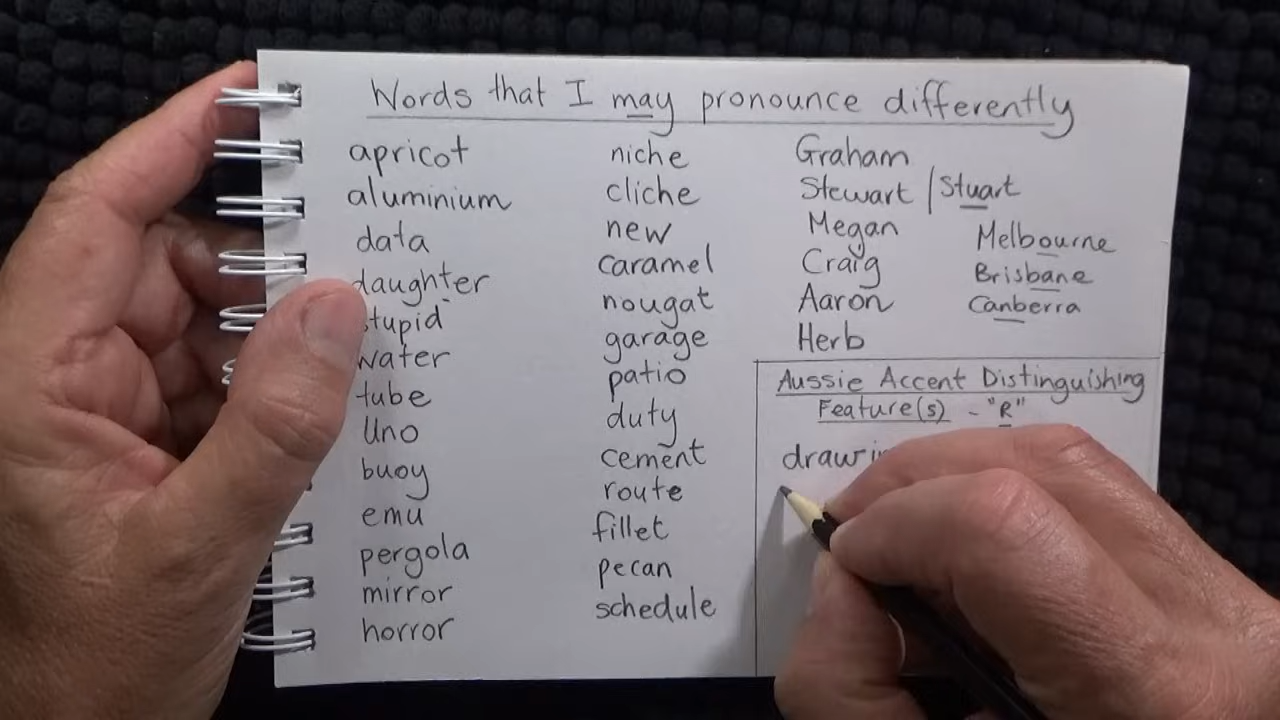 Words that I may pronounce differently
apricot
aluminium
data
daughter
stupid
water
tube
Uno
buoy
emu
pergola
mirror
horror
niche
cliche
new
caramel
nougat
garage
patio
duty
cement
route
fillet
pecan
schedule
Graham
Stewart / Stuart
Megan
Craig
Aaron
Herb
Melbourne
Brisbane
Canberra
Aussie Accent Distinguishing
Feature(s) - "R"